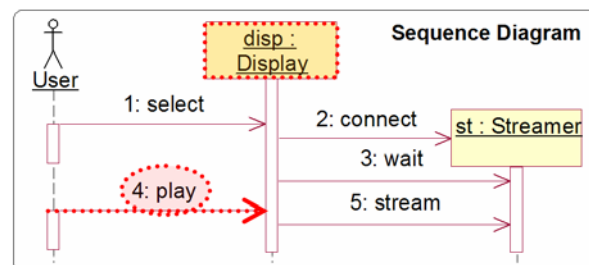 Sequence Diagram
disp :
Display
User
1: select
2: connect
st : Streamer
3: wait
4: play
5: stream